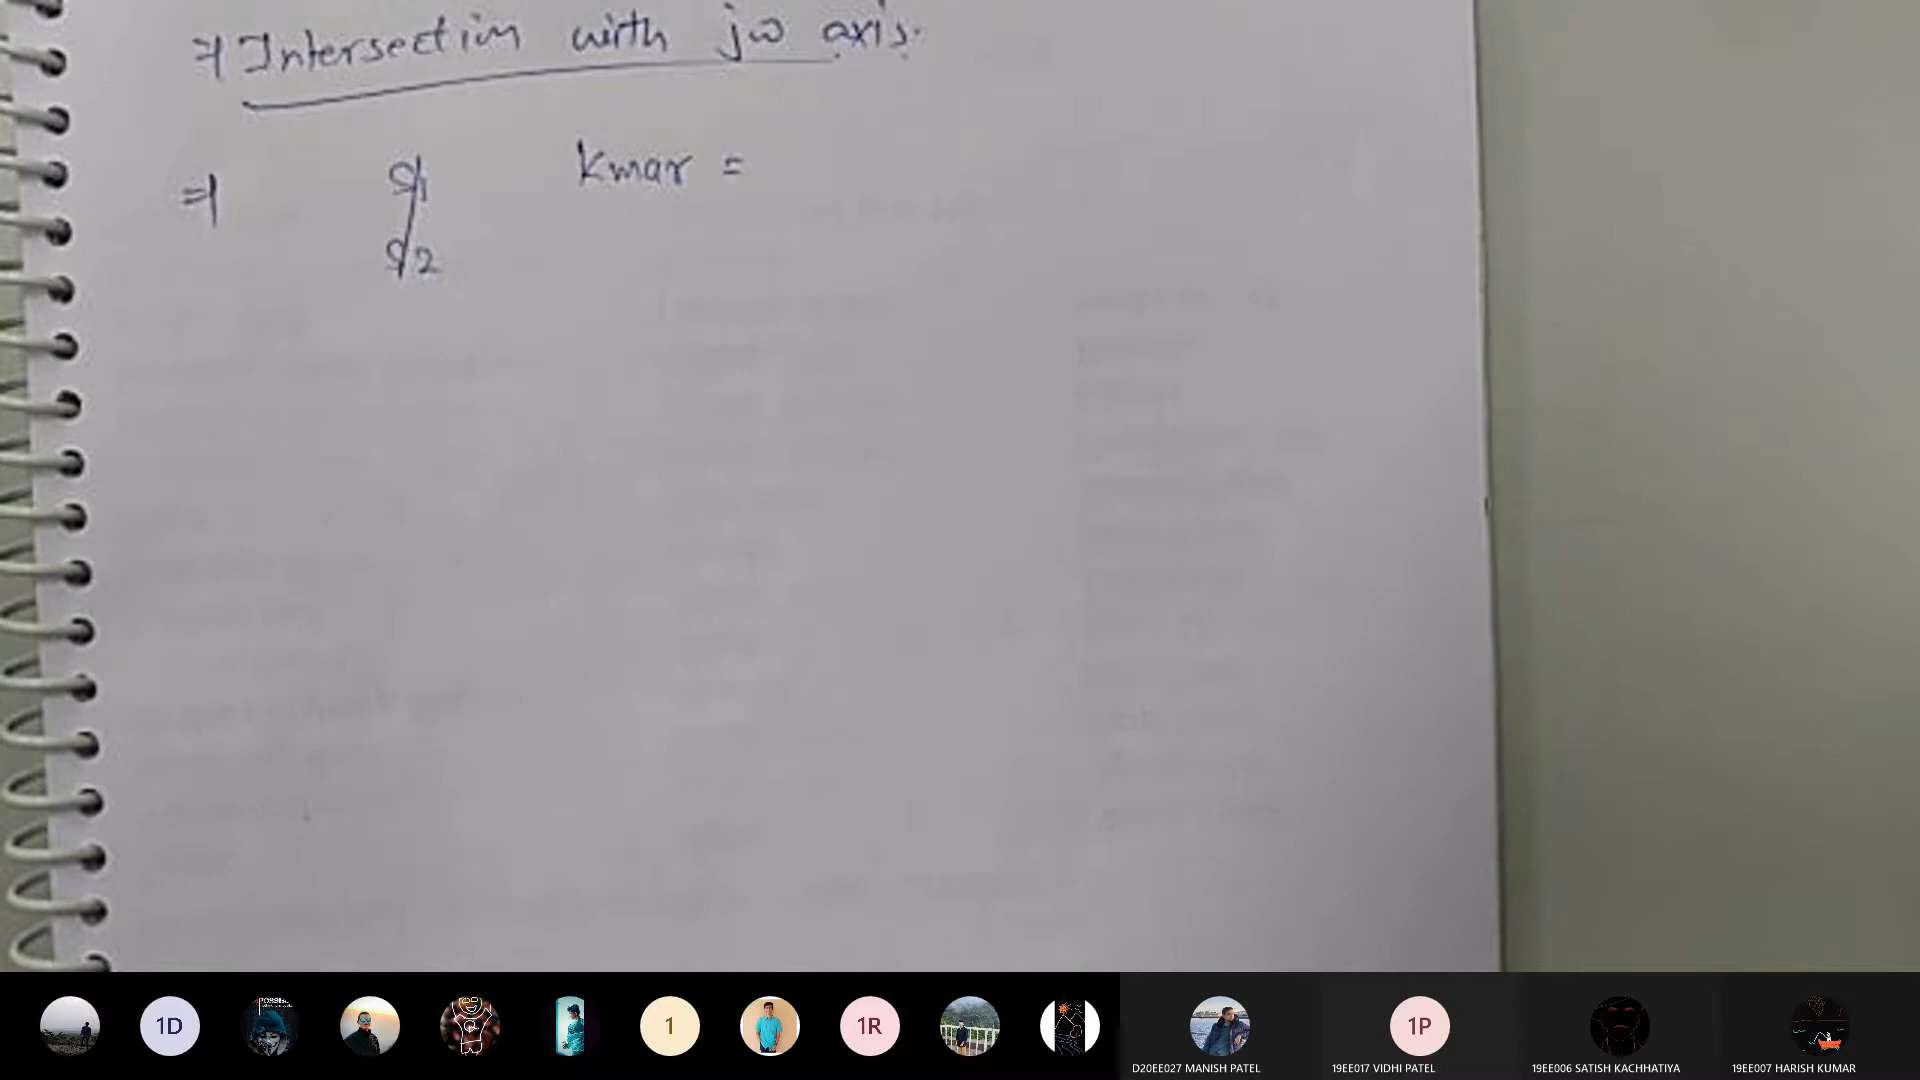 ⇒ Intersection with jω axis.
⇒ S1 Kmar =
S2
1D
1
1R
1P
D20EE027 MANISH PATEL
19EE017 VIDHI PATEL
19EE006 SATISH KACHHATIYA
19EE007 HARISH KUMAR